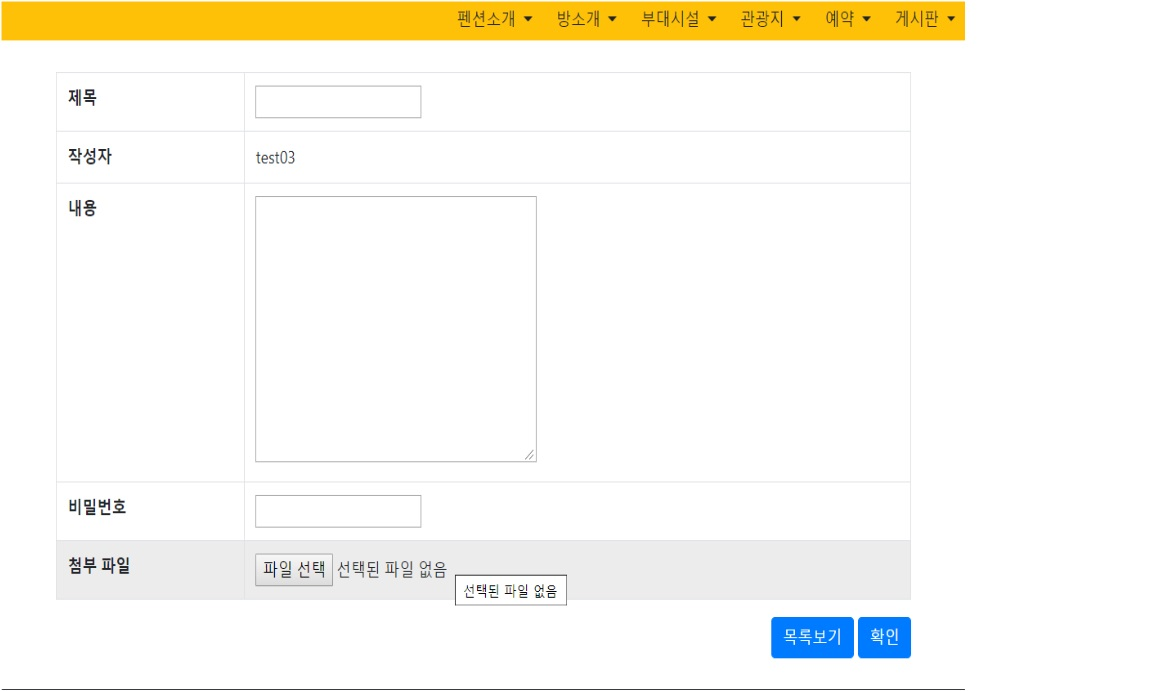 펜션소개 방소개 부대시설 관광지 예약 게시판
제목
작성자 test03
내용
비밀번호
첨부 파일 파일 선택 선택된 파일 없음
선택된 파일 없음
목록보기 확인